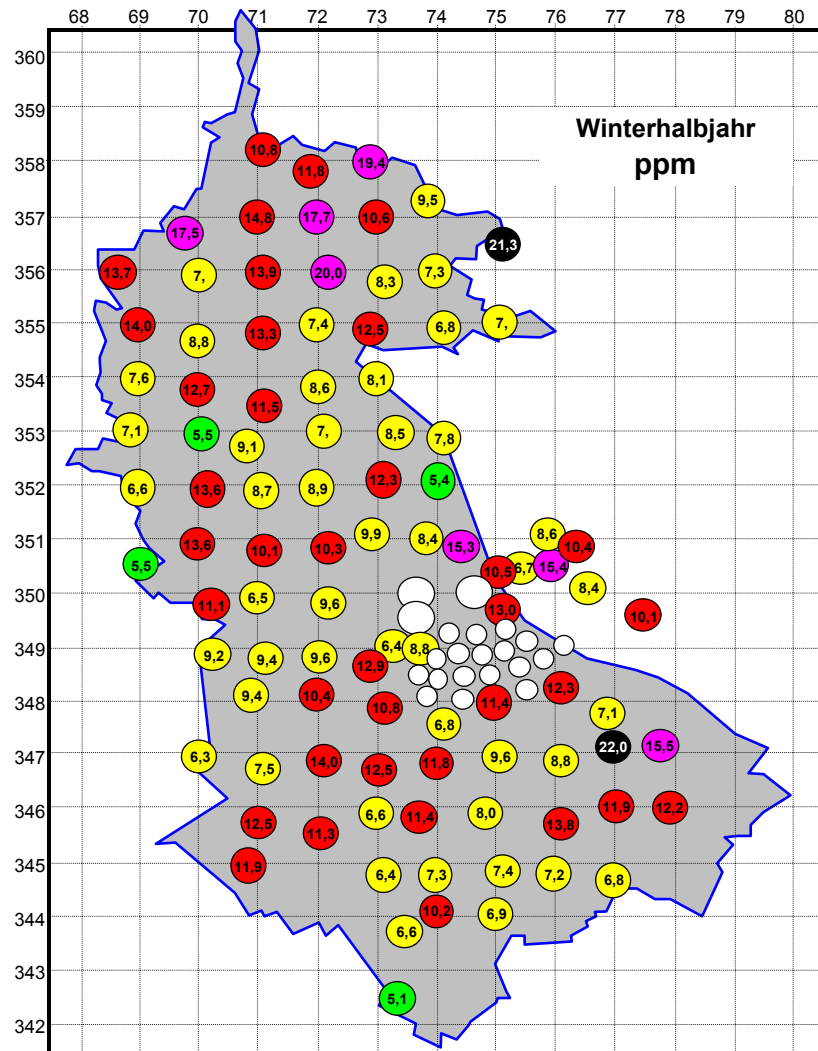 68 69 70 71 72 73 74 75 76 77 78 79 80
360
359
Winterhalbjahr
ppm
10,8
358
11,8 19,4
9,5
357
14,8 17,7 10,6
17,5
21,3
356
13,7 7, 13,9 20,0 8,3 7,3
355
14,0 8,8 13,3 7,4 12,5 6,8 7,
354
7,6 12,7 11,5 8,6 8,1
353
7,1 5,5 9,1 7, 8,5 7,8
352
6,6 13,6 8,7 8,9 12,3 5,4
351
13,6 10,1 10,3 9,9 8,4 15,3 8,6 10,4
5,5 10,5 6,7 15,4 8,4
350
11,1 6,5 9,6 13,0 10,1
349
9,2 9,4 9,6 12,9 6,4 8,8
348
9,4 10,4 10,8 11,4 12,3
6,8 7,1
22,0 15,5
347
6,3 7,5 14,0 12,5 11,8 9,6 8,8
346
12,5 11,3 6,6 11,4 8,0 13,8 11,9 12,2
345
11,9 6,4 7,3 7,4 7,2 6,8
344
10,2 6,9
6,6
343
5,1
342